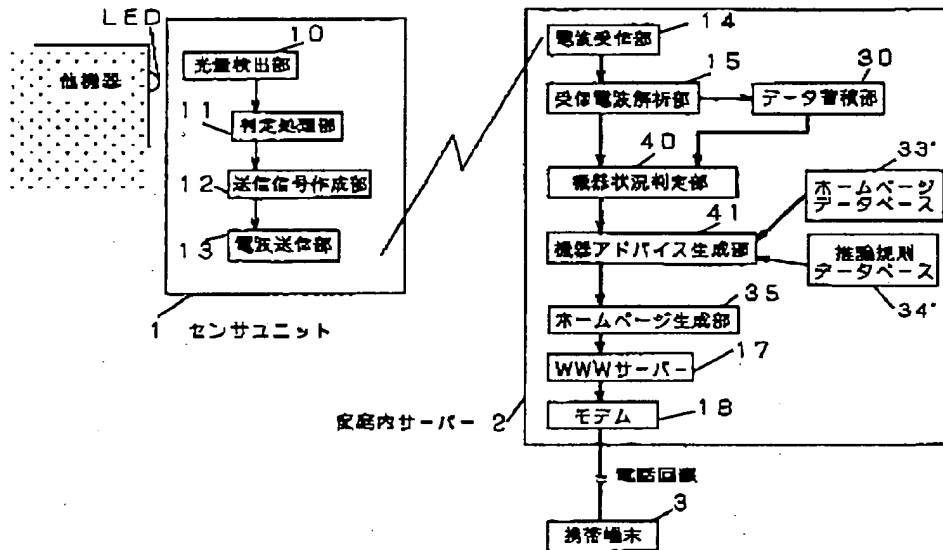 LED
他機器
10
光量検出部
11
判定処理部
12
送信信号作成部
13
電波送信部
1 センサユニット
14
電波受信部
15
受信電波解析部
30
データ蓄積部
40
機器状況判定部
33'
ホームページ
データベース
41
機器アドバイス生成部
推論規則
データベース
34'
35
ホームページ生成部
17
WWWサーバー
18
モデム
家庭内サーバー 2
電話回線
3
携帯端末